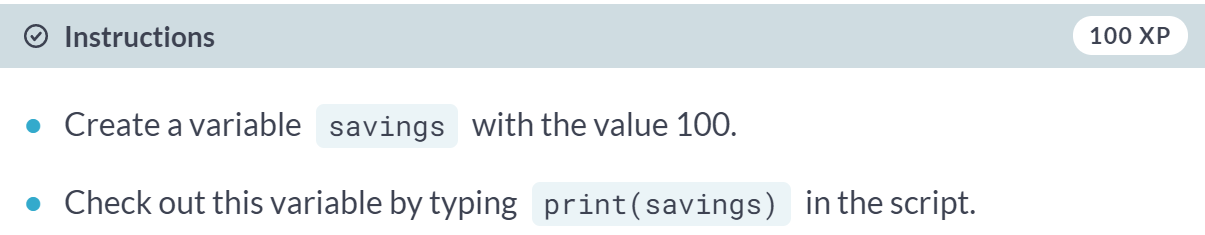 Instructions 100 XP
Create a variable savings with the value 100.
Check out this variable by typing print(savings) in the script.